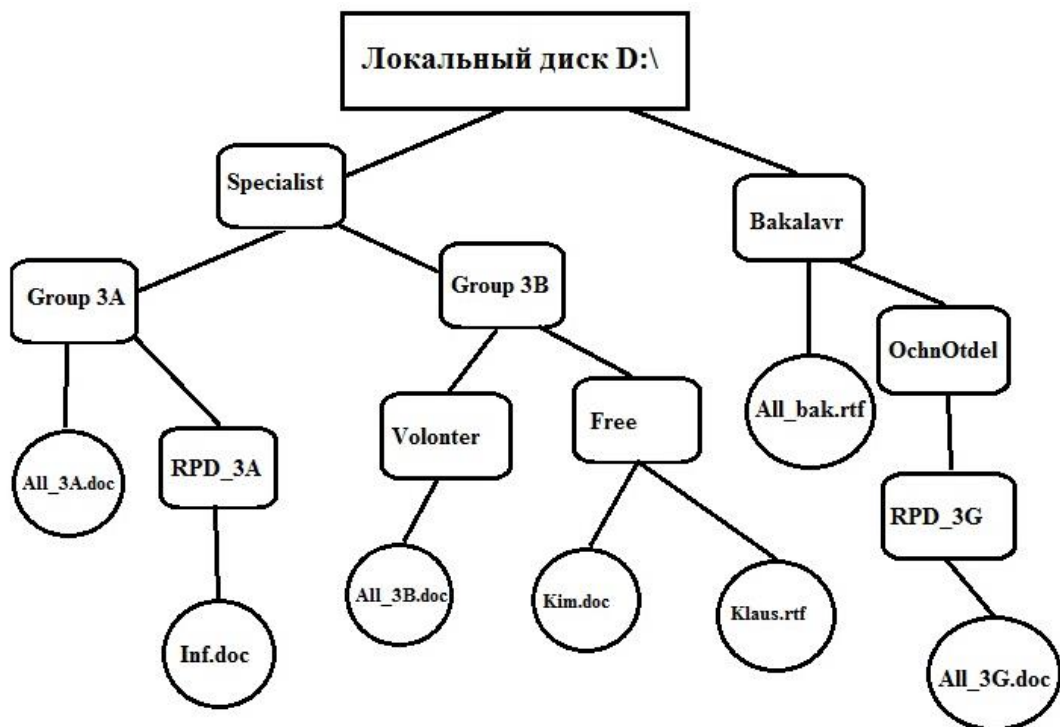 Локальный диск D:\
Specialist
Bakalavr
Group 3A
Group 3B
OchnOtdel
All_bak.rtf
Volonter
Free
All_3A.doc
RPD_3A
RPD_3G
All_3B.doc
Kim.doc
Klaus.rtf
Inf.doc
All_3G.doc